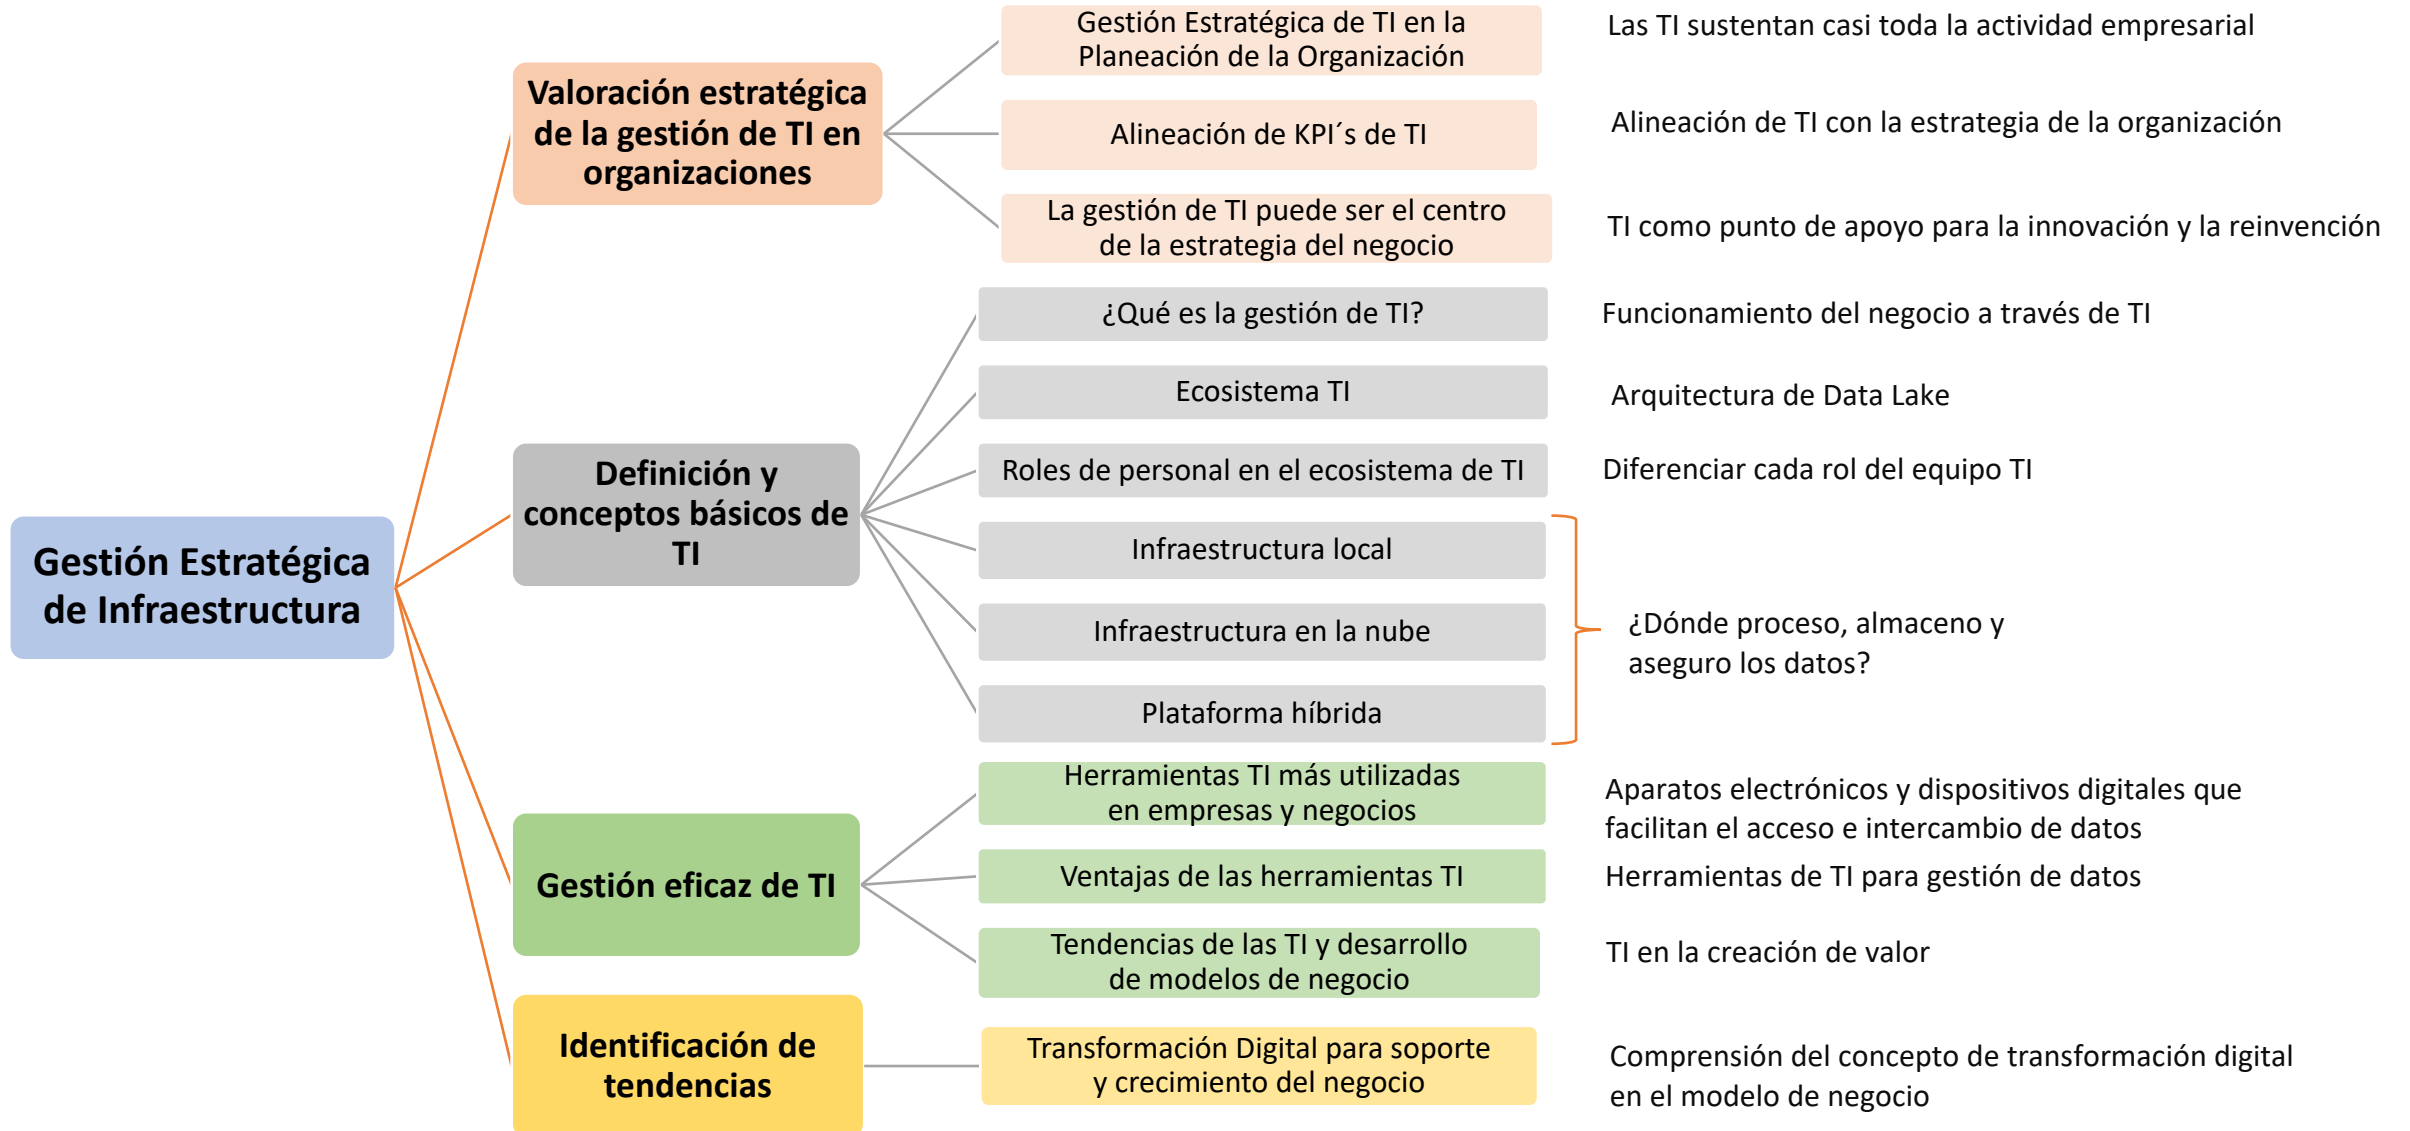 Gestión Estratégica
de Infraestructura
Valoración estratégica
de la gestión de TI en
organizaciones
Gestión Estratégica de TI en la
Planeación de la Organización
Las TI sustentan casi toda la actividad empresarial
Alineación de KPI´s de TI
Alineación de TI con la estrategia de la organización
La gestión de TI puede ser el centro
de la estrategia del negocio
TI como punto de apoyo para la innovación y la reinvención
Definición y
conceptos básicos de
TI
¿Qué es la gestión de TI?
Funcionamiento del negocio a través de TI
Ecosistema TI
Arquitectura de Data Lake
Roles de personal en el ecosistema de TI
Diferenciar cada rol del equipo TI
Infraestructura local
Infraestructura en la nube
Plataforma híbrida
¿Dónde proceso, almaceno y
aseguro los datos?
Gestión eficaz de TI
Herramientas TI más utilizadas
en empresas y negocios
Aparatos electrónicos y dispositivos digitales que
facilitan el acceso e intercambio de datos
Ventajas de las herramientas TI
Herramientas de TI para gestión de datos
Tendencias de las TI y desarrollo
de modelos de negocio
TI en la creación de valor
Identificación de
tendencias
Transformación Digital para soporte
y crecimiento del negocio
Comprensión del concepto de transformación digital
en el modelo de negocio